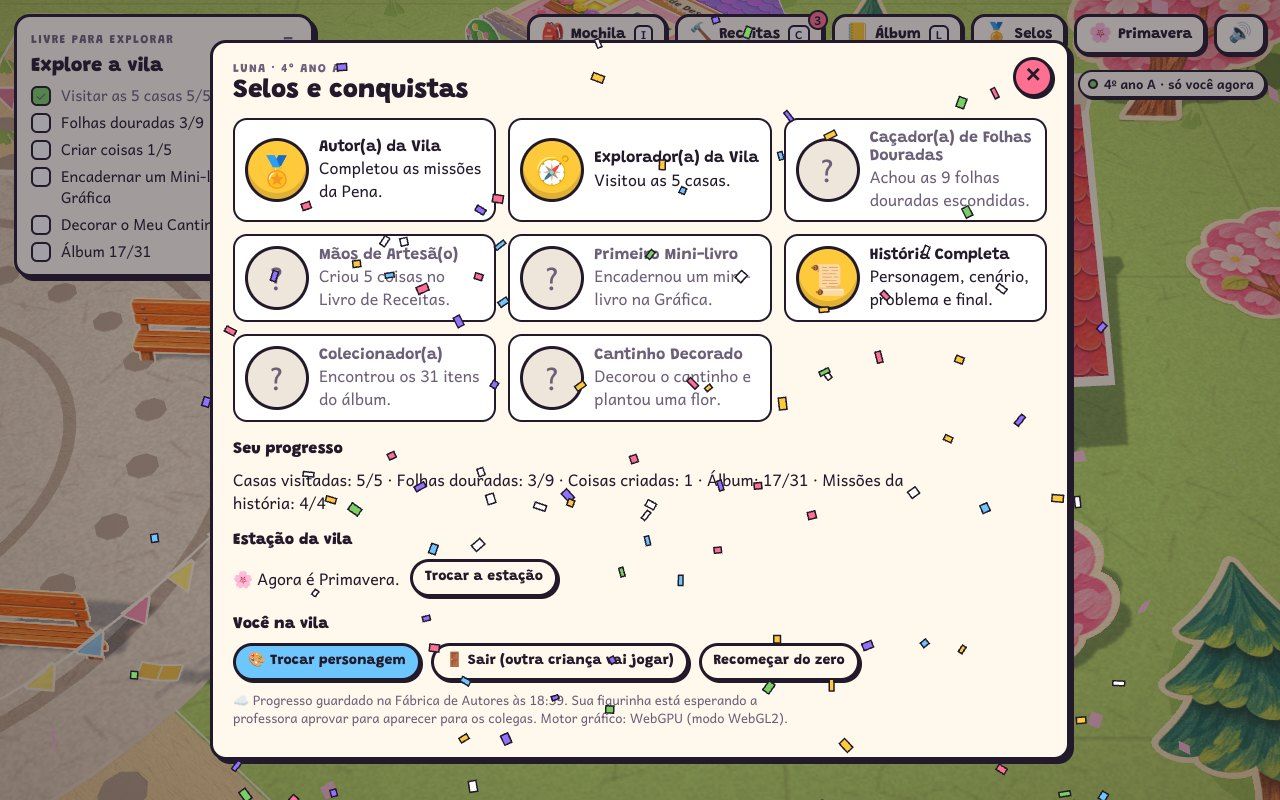 LIVRE PARA EXPLORAR
Explore a vila
Visitar as 5 casas 5/5
Folhas douradas 3/9
Criar coisas 1/5
Encadernar um Mini-l
Gráfica
Decorar o Meu Cantin
Álbum 17/31
Mochila I
Receitas C 3
Álbum L
Selos
Primavera
4º ano A · só você agora
LUNA · 4º ANO A
Selos e conquistas
Autor(a) da Vila
Completou as missões
da Pena.
Explorador(a) da Vila
Visitou as 5 casas.
?
Caçador(a) de Folhas
Douradas
Achou as 9 folhas
douradas escondidas.
?
Mãos de Artesã(o)
Criou 5 coisas no
Livro de Receitas.
?
Primeiro Mini-livro
Encadernou um mini
livro na Gráfica.
História Completa
Personagem, cenário,
problema e final.
?
Colecionador(a)
Encontrou os 31 itens
do álbum.
?
Cantinho Decorado
Decorou o cantinho e
plantou uma flor.
Seu progresso
Casas visitadas: 5/5 · Folhas douradas: 3/9 · Coisas criadas: 1 · Álbum: 17/31 · Missões da
história: 4/4
Estação da vila
Agora é Primavera.
Trocar a estação
Você na vila
Trocar personagem
Sair (outra criança vai jogar)
Recomeçar do zero
Progresso guardado na Fábrica de Autores às 18:39. Sua figurinha está esperando a
professora aprovar para aparecer para os colegas. Motor gráfico: WebGPU (modo WebGL2).